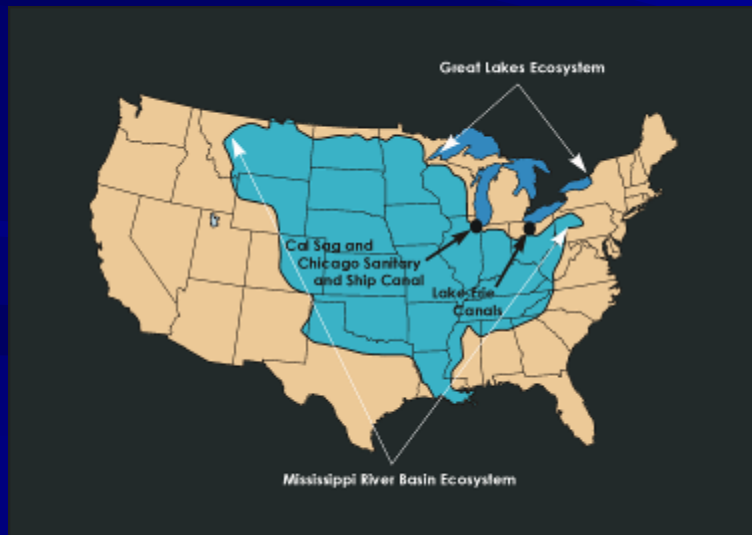 Great Lakes Ecosystem
Cal Sag and
Chicago Sanitary
and Ship Canal
Lake Erie
Canals
Mississippi River Basin Ecosystem